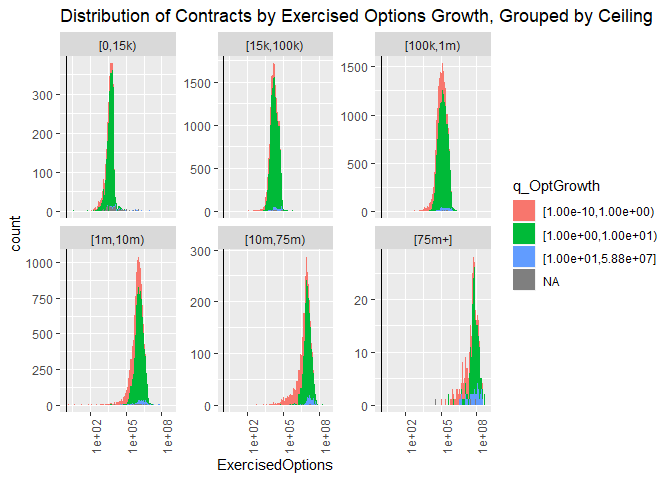 Distribution of Contracts by Exercised Options Growth, Grouped by Ceiling
[0,15k)
[15k,100k)
[100k,1m)
300
200
100
0
1500
1000
500
0
1500
1000
500
0
count
[1m,10m)
[10m,75m)
[75m+]
1000
750
500
250
0
300
200
100
0
20
10
0
1e+02
1e+05
1e+08
1e+02
1e+05
1e+08
1e+02
1e+05
1e+08
ExercisedOptions
q_OptGrowth
[1.00e-10,1.00e+00)
[1.00e+00,1.00e+01)
[1.00e+01,5.88e+07]
NA